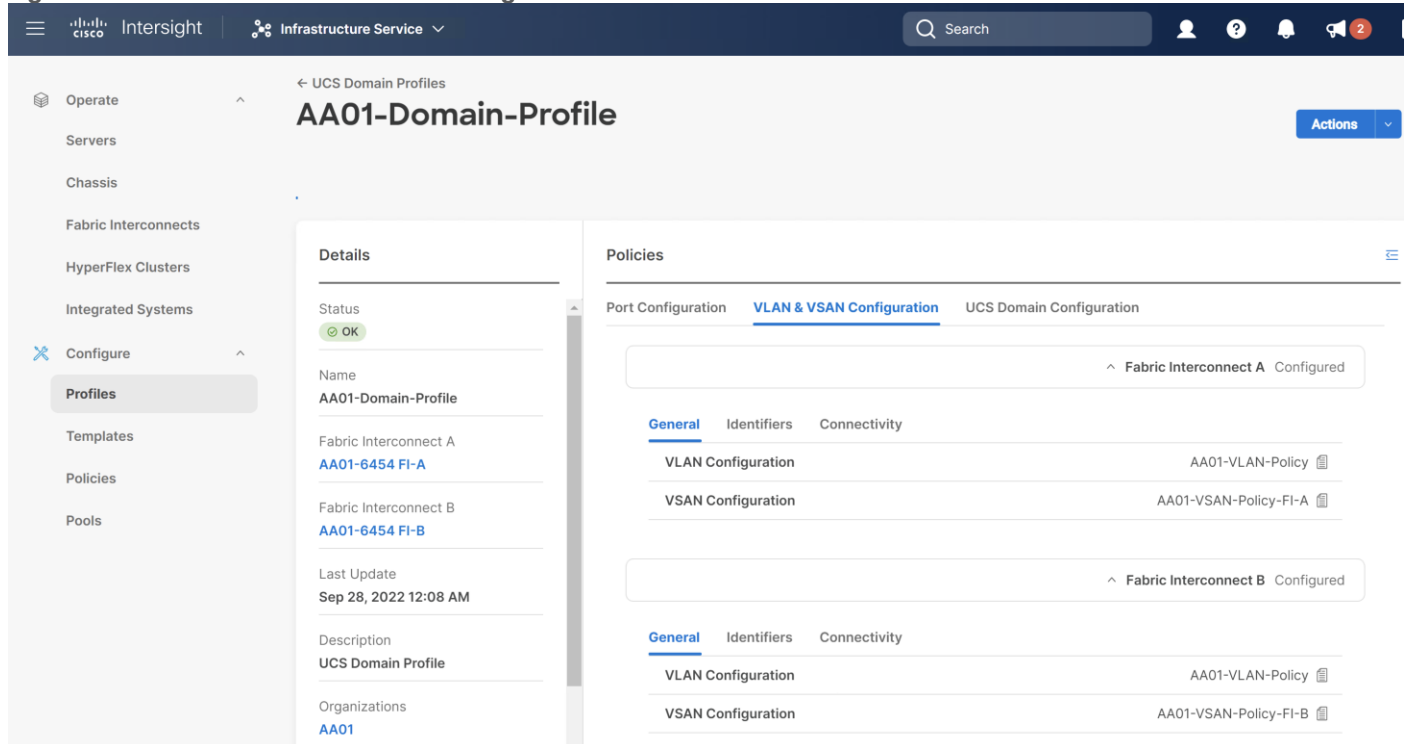 cisco Intersight
Infrastructure Service
Search
2
Operate
Servers
Chassis
Fabric Interconnects
HyperFlex Clusters
Integrated Systems
Configure
Profiles
Templates
Policies
Pools
← UCS Domain Profiles
AA01-Domain-Profile
Actions
Details
Status
OK
Name
AA01-Domain-Profile
Fabric Interconnect A
AA01-6454 FI-A
Fabric Interconnect B
AA01-6454 FI-B
Last Update
Sep 28, 2022 12:08 AM
Description
UCS Domain Profile
Organizations
AA01
Policies
Port Configuration VLAN & VSAN Configuration UCS Domain Configuration
Fabric Interconnect A Configured
General Identifiers Connectivity
VLAN Configuration AA01-VLAN-Policy
VSAN Configuration AA01-VSAN-Policy-FI-A
Fabric Interconnect B Configured
General Identifiers Connectivity
VLAN Configuration AA01-VLAN-Policy
VSAN Configuration AA01-VSAN-Policy-FI-B